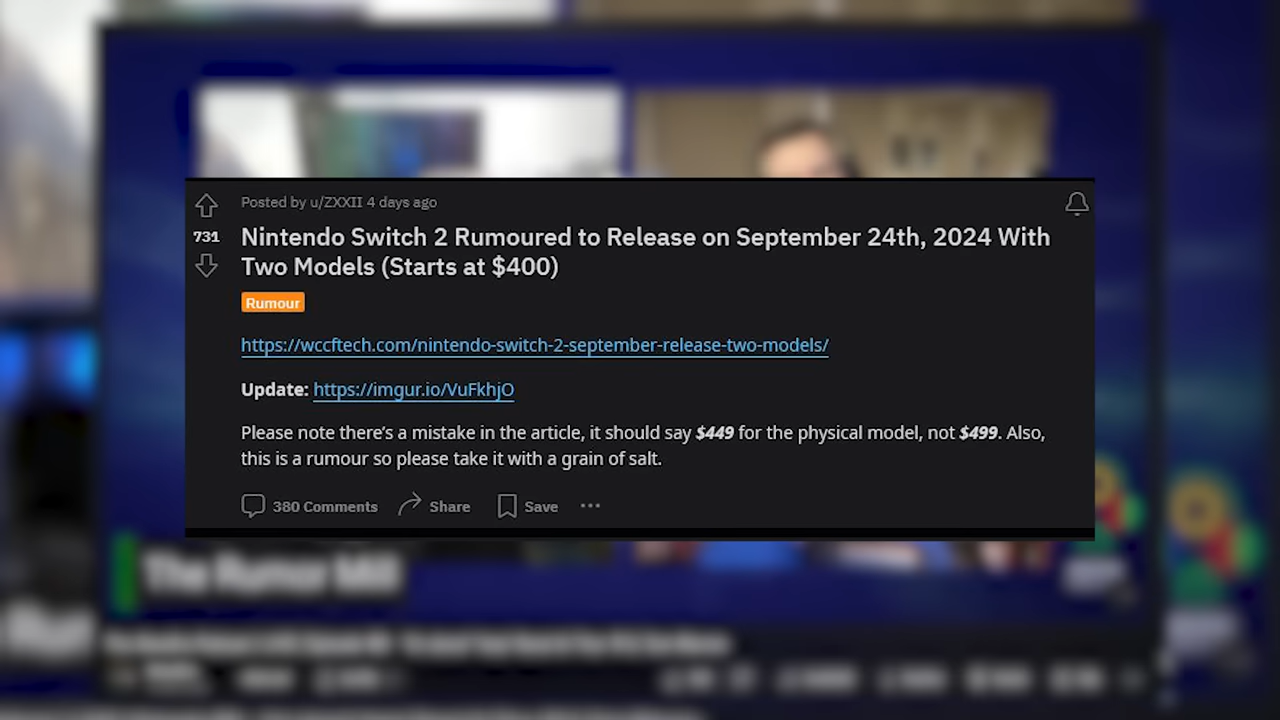 Posted by u/ZXXII 4 days ago
731
Nintendo Switch 2 Rumoured to Release on September 24th, 2024 With
Two Models (Starts at $400)
Rumour
https://wccftech.com/nintendo-switch-2-september-release-two-models/
Update: https://imgur.io/VuFkhjO
Please note there's a mistake in the article, it should say $449 for the physical model, not $499. Also,
this is a rumour so please take it with a grain of salt.
380 Comments Share Save
The Rumor Mill